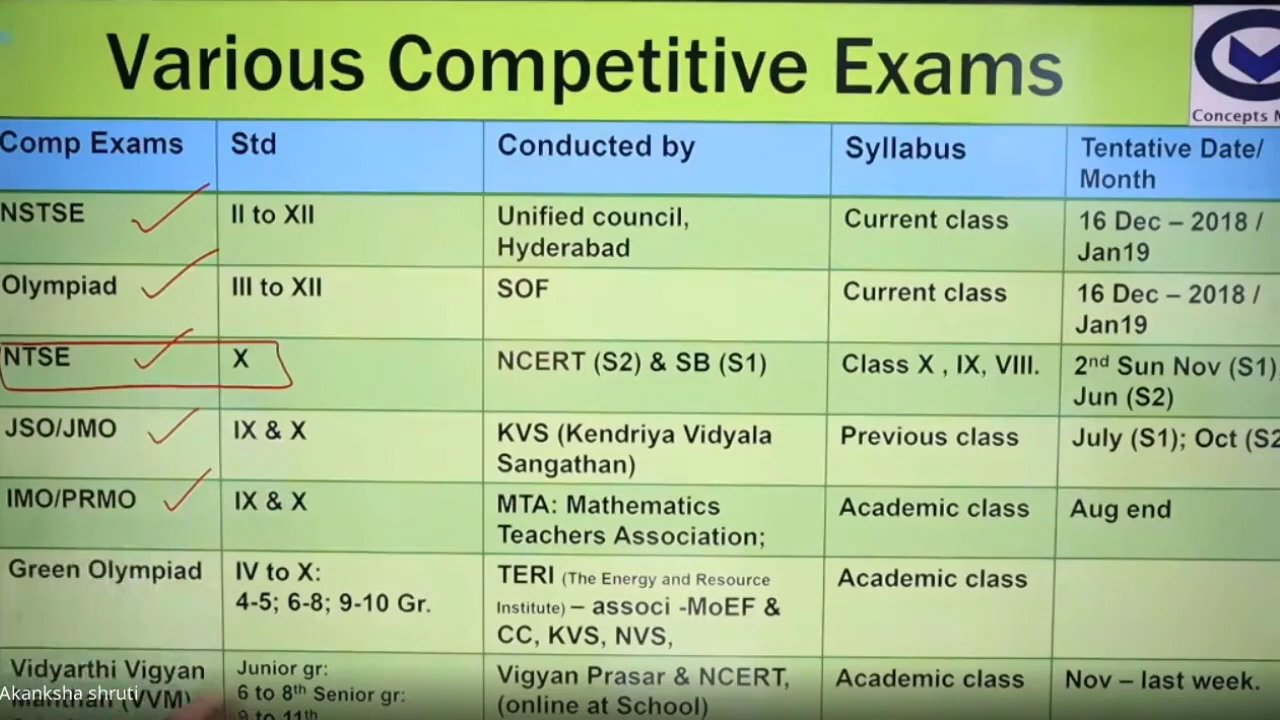 Various Competitive Exams
Concepts
Comp Exams
Std
Conducted by
Syllabus
Tentative Date/
Month
NSTSE
II to XII
Unified council,
Hyderabad
Current class
16 Dec – 2018 /
Jan19
Olympiad
III to XII
SOF
Current class
16 Dec – 2018 /
Jan19
NTSE
X
NCERT (S2) & SB (S1)
Class X , IX, VIII.
2nd Sun Nov (S1)
Jun (S2)
JSO/JMO
IX & X
KVS (Kendriya Vidyala
Sangathan)
Previous class
July (S1); Oct (S2
IMO/PRMO
IX & X
MTA: Mathematics
Teachers Association;
Academic class
Aug end
Green Olympiad
IV to X:
4-5; 6-8; 9-10 Gr.
TERI (The Energy and Resource
Institute) – associ -MoEF &
CC, KVS, NVS,
Academic class
Vidyarthi Vigyan
Manthan (VVM)
Junior gr:
6 to 8th Senior gr:
9 to 11th
Vigyan Prasar & NCERT,
(online at School)
Academic class
Nov – last week.
Akanksha shruti